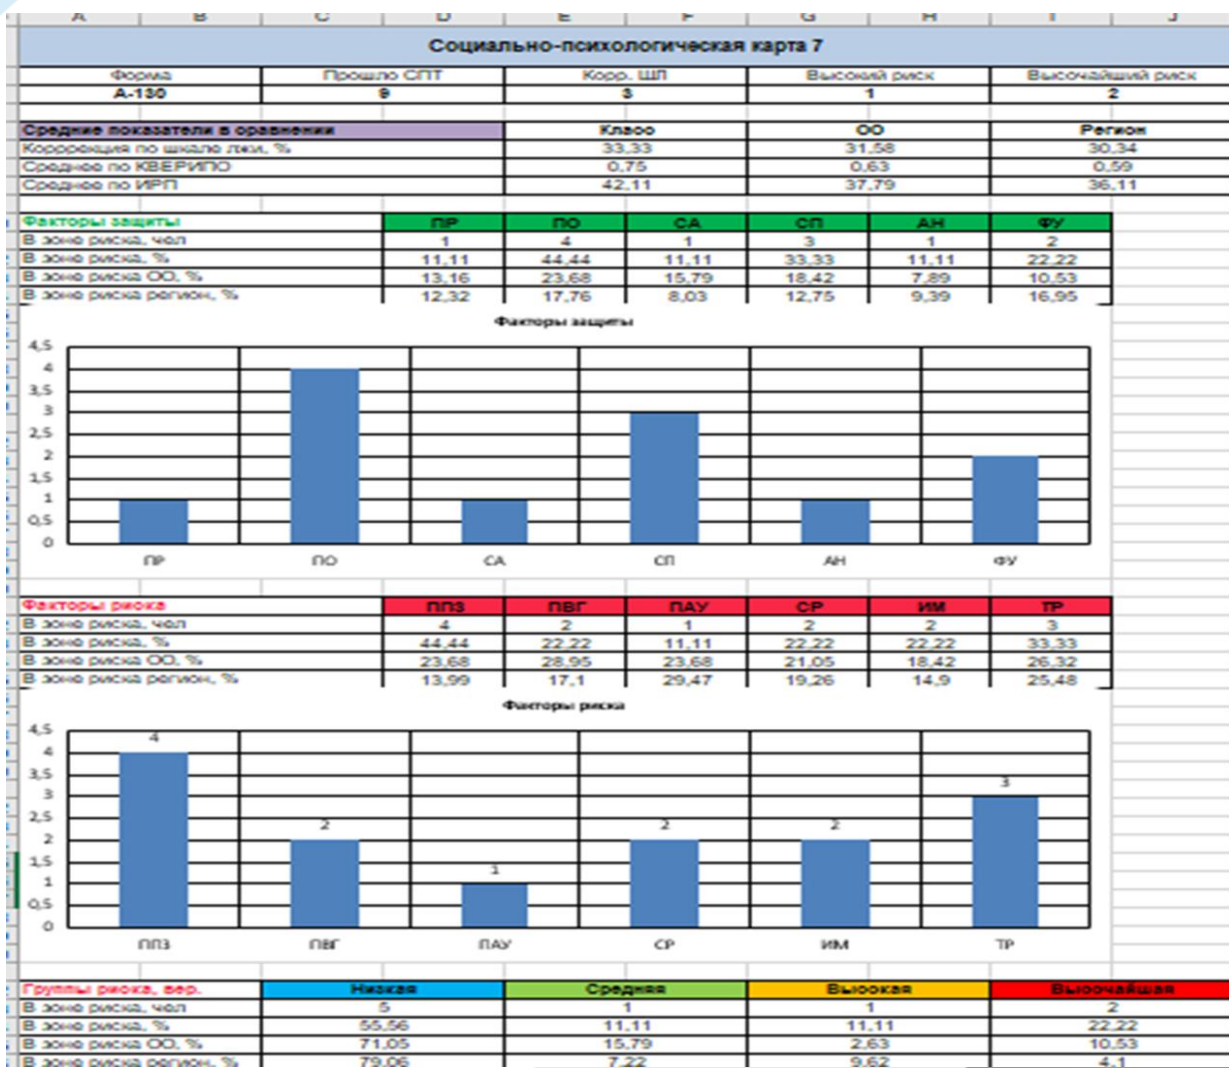 A B C D E F G H I J
Социально-психологическая карта 7
Форма Прошло СПТ Корр. ШЛ Высокий риск Высочайший риск
А-130 9 3 1 2
Средние показатели в сравнении Класс ОО Регион
Корррекция по шкале лжи, % 33,33 31,58 30,34
Среднее по КВЕРИПО 0,75 0,63 0,59
Среднее по ИРП 42,11 37,79 36,11
Факторы защиты ПР ПО СА СП АН ФУ
В зоне риска, чел 1 4 1 3 1 2
В зоне риска, % 11,11 44,44 11,11 33,33 11,11 22,22
В зоне риска ОО, % 13,16 23,68 15,79 18,42 7,89 10,53
В зоне риска регион, % 12,32 17,76 8,03 12,75 9,39 16,95
Факторы защиты
4,5
4
3,5
3
2,5
2
1,5
1
0,5
0
ПР ПО СА СП АН ФУ
Факторы риска ППЗ ПВГ ПАУ СР ИМ ТР
В зоне риска, чел 4 2 1 2 2 3
В зоне риска, % 44,44 22,22 11,11 22,22 22,22 33,33
В зоне риска ОО, % 23,68 28,95 23,68 21,05 18,42 26,32
В зоне риска регион, % 13,99 17,1 29,47 19,26 14,9 25,48
Факторы риска
4,5
4
3,5
3
2,5
2
1,5
1
0,5
0
4 2 1 2 2 3
ППЗ ПВГ ПАУ СР ИМ ТР
Группы риска, вер. Низкая Средняя Высокая Высочайшая
В зоне риска, чел 5 1 1 2
В зоне риска, % 55,56 11,11 11,11 22,22
В зоне риска ОО, % 71,05 15,79 2,63 10,53
В зоне риска регион, % 79,06 7,22 9,62 4,1